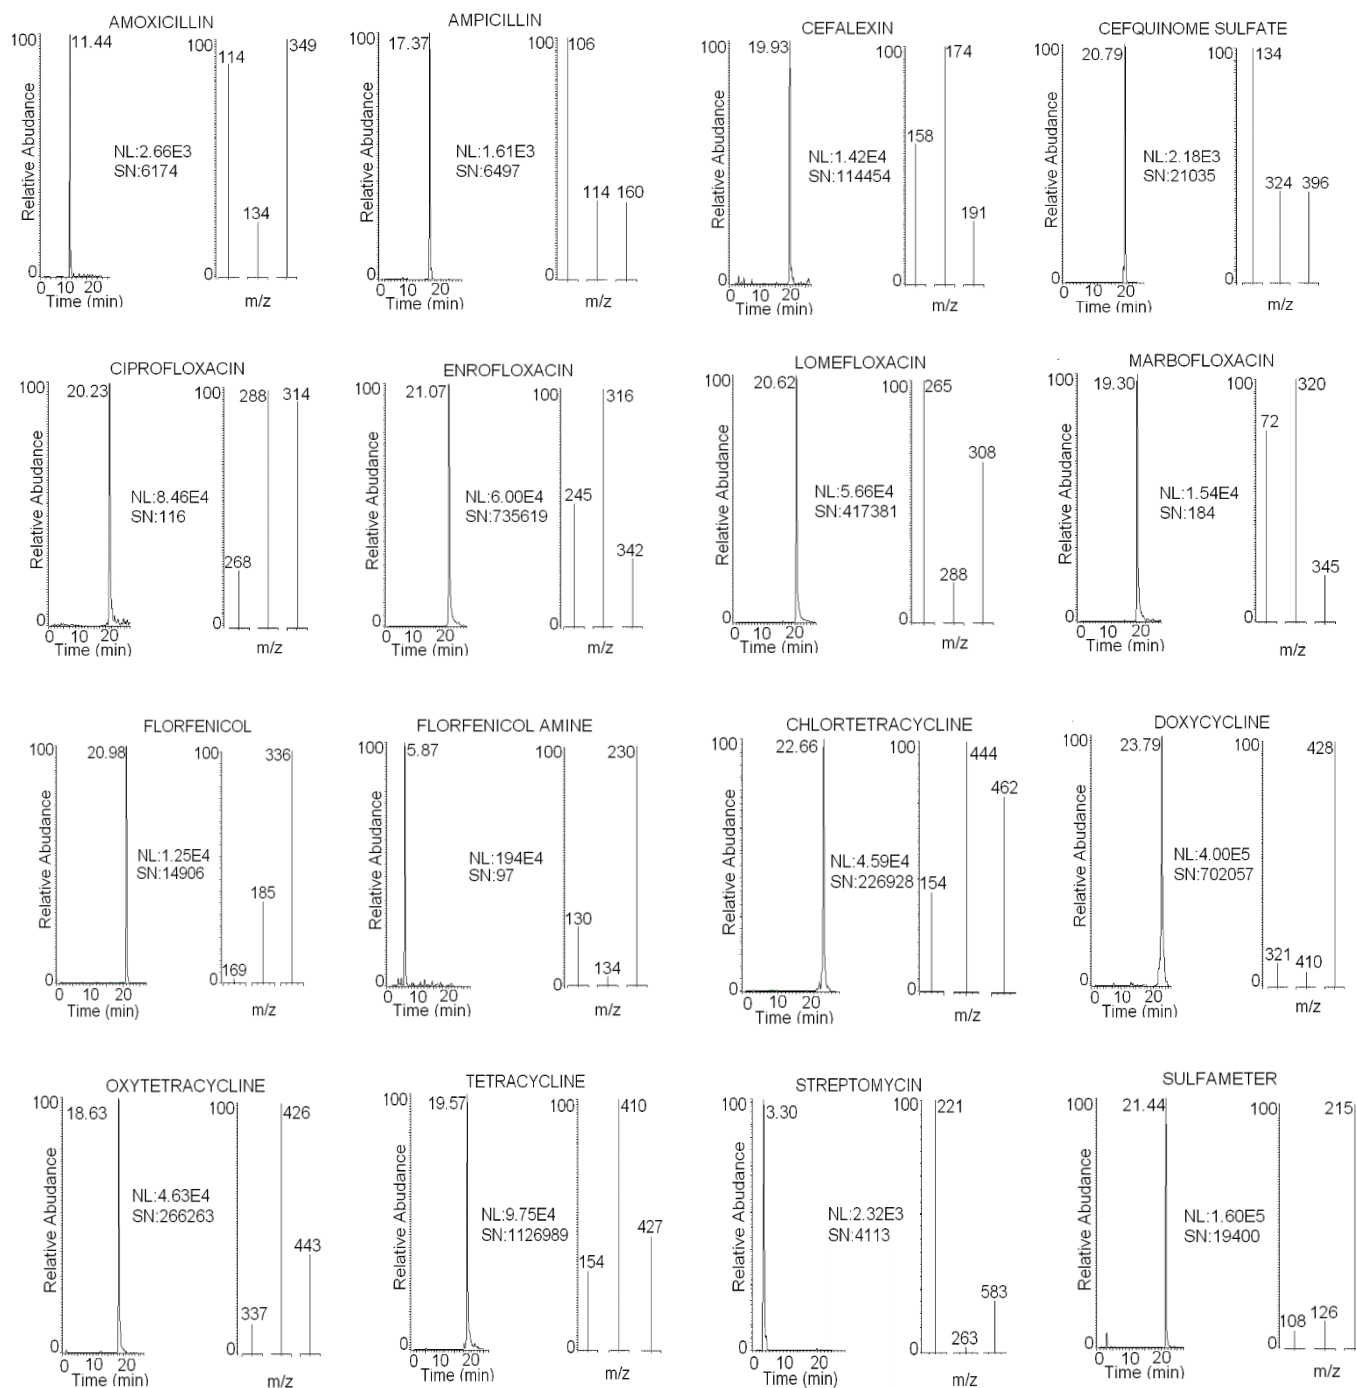 AMOXICILLIN
100
11.44
Relative Abudance
NL:2.66E3
SN:6174
0
0 10 20
Time (min)
100
114
349
134
0
m/z
AMPICILLIN
100
17.37
Relative Abudance
NL:1.61E3
SN:6497
0
0 10 20
Time (min)
100
106
114 160
0
m/z
CEFALEXIN
100
19.93
Relative Abudance
NL:1.42E4
SN:114454
0
0 10 20
Time (min)
100
174
158
191
0
m/z
CEFQUINOME SULFATE
100
20.79
Relative Abudance
NL:2.18E3
SN:21035
0
0 10 20
Time (min)
100
134
324 396
0
m/z
CIPROFLOXACIN
100
20.23
Relative Abudance
NL:8.46E4
SN:116
0
0 10 20
Time (min)
100 288 314
268
0
m/z
ENROFLOXACIN
100
21.07
Relative Abudance
NL:6.00E4
SN:735619
0
0 10 20
Time (min)
100 316
245
342
0
m/z
LOMEFLOXACIN
100
20.62
Relative Abudance
NL:5.66E4
SN:417381
0
0 10 20
Time (min)
100 265
308
288
0
m/z
MARBOFLOXACIN
100
19.30
Relative Abudance
NL:1.54E4
SN:184
0
0 10 20
Time (min)
100 320
72
345
0
m/z
FLORFENICOL
100
20.98
Relative Abudance
NL:1.25E4
SN:14906
0
0 10 20
Time (min)
100 336
185
169
0
m/z
FLORFENICOL AMINE
100
5.87
Relative Abudance
NL:194E4
SN:97
0
0 10 20
Time (min)
100 230
130
134
0
m/z
CHLORTETRACYCLINE
100
22.66
Relative Abudance
NL:4.59E4
SN:226928
0
0 10 20
Time (min)
100 444
462
154
0
m/z
DOXYCYCLINE
100
23.79
Relative Abudance
NL:4.00E5
SN:702057
0
0 10 20
Time (min)
100 428
321
410
0
m/z
OXYTETRACYCLINE
100
18.63
Relative Abudance
NL:4.63E4
SN:266263
0
0 10 20
Time (min)
100 426
443
337
0
m/z
TETRACYCLINE
100
19.57
Relative Abudance
NL:9.75E4
SN:1126989
0
0 10 20
Time (min)
100 410
427
154
0
m/z
STREPTOMYCIN
100
3.30
Relative Abudance
NL:2.32E3
SN:4113
0
0 10 20
Time (min)
100 221
583
263
0
m/z
SULFAMETER
100
21.44
Relative Abudance
NL:1.60E5
SN:19400
0
0 10 20
Time (min)
100 215
108 126
0
m/z